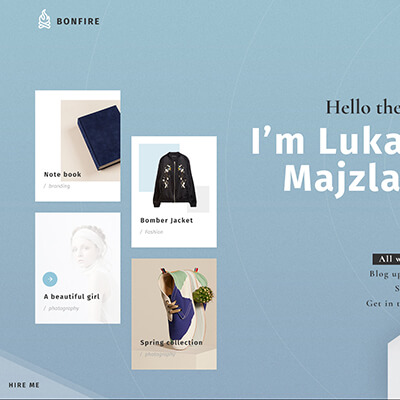 BONFIRE
Hello the
I'm Luka
Majzla
Note book
/ branding
Bomber Jacket
/ fashion
A beautiful girl
/ photography
Spring collection
/ photography
All w
Blog up
S
Get in t
HIRE ME